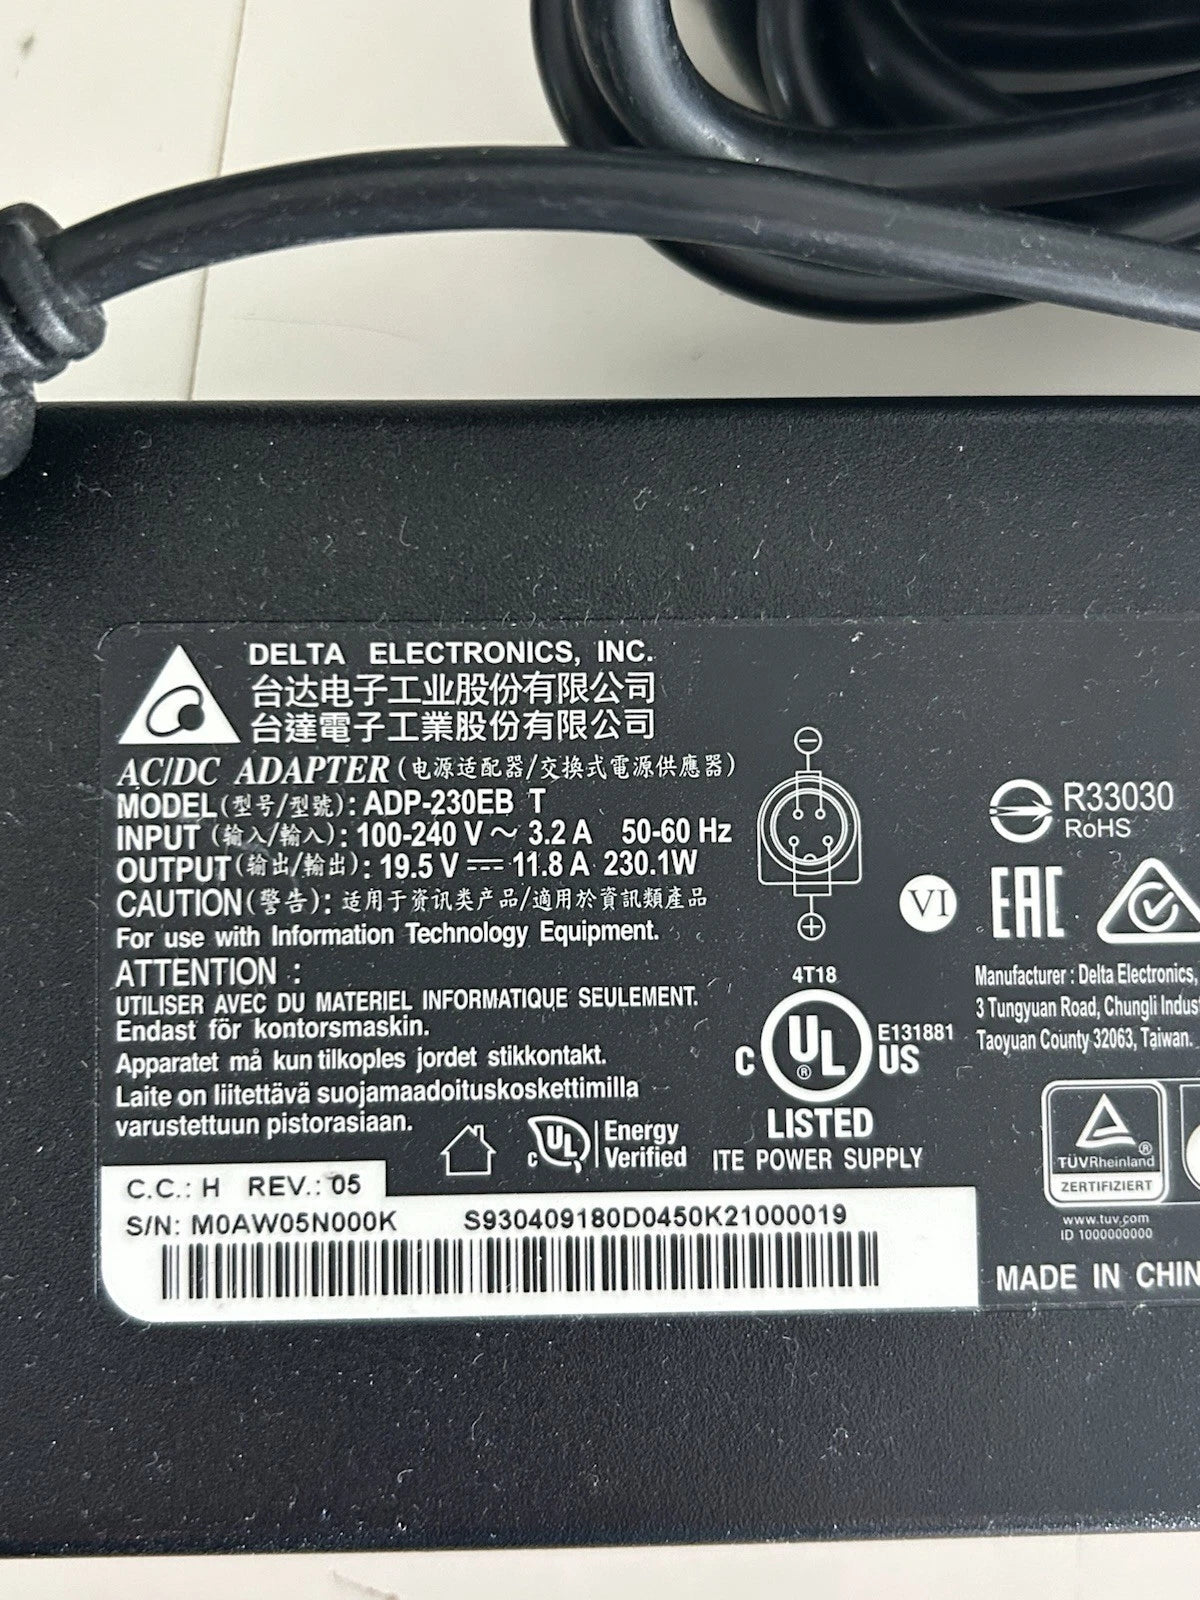 DELTA ELECTRONICS, INC.
台达电子工业股份有限公司
台達電子工業股份有限公司
AC/DC ADAPTER (电源适配器/交換式電源供應器)
MODEL(型号/型號): ADP-230EB T
INPUT (输入/輸入): 100-240 V ~ 3.2 A 50-60 Hz
OUTPUT(输出/輸出): 19.5 V ⎓ 11.8 A 230.1W
CAUTION(警告): 适用于资讯类产品/適用於資訊類產品
For use with Information Technology Equipment.
ATTENTION :
UTILISER AVEC DU MATERIEL INFORMATIQUE SEULEMENT.
Endast för kontorsmaskin.
Apparatet må kun tilkoples jordet stikkontakt.
Laite on liitettävä suojamaadoituskoskettimilla
varustettuun pistorasiaan.
C UL US
Energy
Verified
4T18
C UL ® US
E131881
LISTED
ITE POWER SUPPLY
VI
R33030
RoHS
EAC
Manufacturer : Delta Electronics,
3 Tungyuan Road, Chungli Indus
Taoyuan County 32063, Taiwan.
TÜVRheinland ®
ZERTIFIZIERT
www.tuv.com
ID 1000000000
MADE IN CHIN
C.C.: H REV.: 05
S/N: M0AW05N000K S930409180D0450K21000019